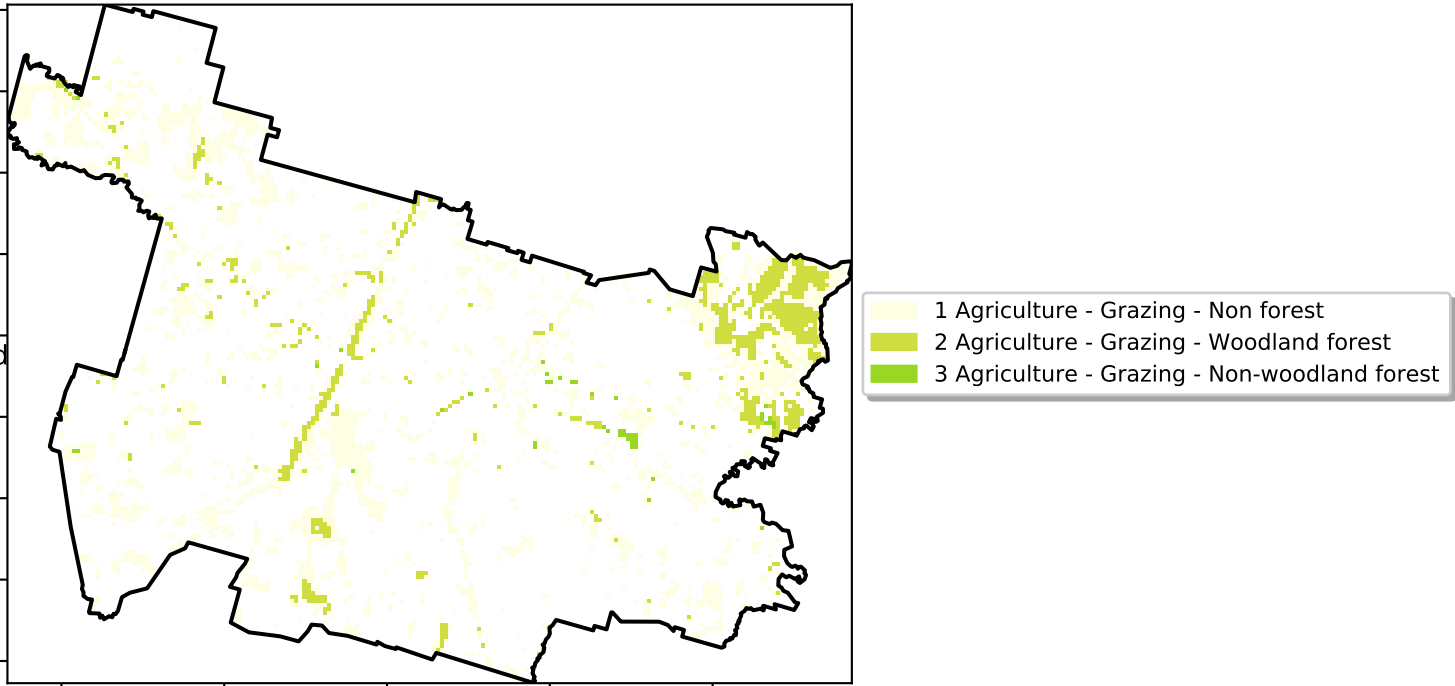 1 Agriculture - Grazing - Non forest
2 Agriculture - Grazing - Woodland forest
3 Agriculture - Grazing - Non-woodland forest